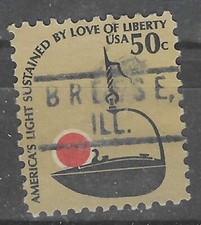 AMERICA'S LIGHT SUSTAINED BY LOVE OF LIBERTY
USA 50c
BREESE,
ILL.